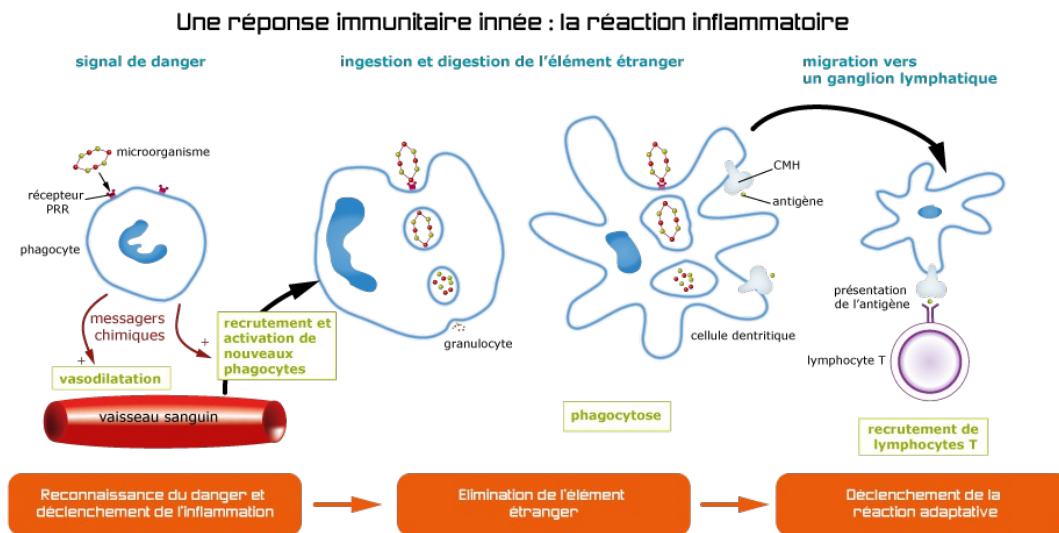 Une réponse immunitaire innée : la réaction inflammatoire
signal de danger
ingestion et digestion de l'élément étranger
migration vers
un ganglion lymphatique
microorganisme
récepteur
PRR
phagocyte
messagers
chimiques
+
+
vasodilatation
recrutement et
activation de
nouveaux
phagocytes
vaisseau sanguin
granulocyte
CMH
antigène
cellule dentritique
phagocytose
présentation
de l'antigène
lymphocyte T
recrutement de
lymphocytes T
Reconnaissance du danger et
déclenchement de l'inflammation
Elimination de l'élément
étranger
Déclenchement de la
réaction adaptative